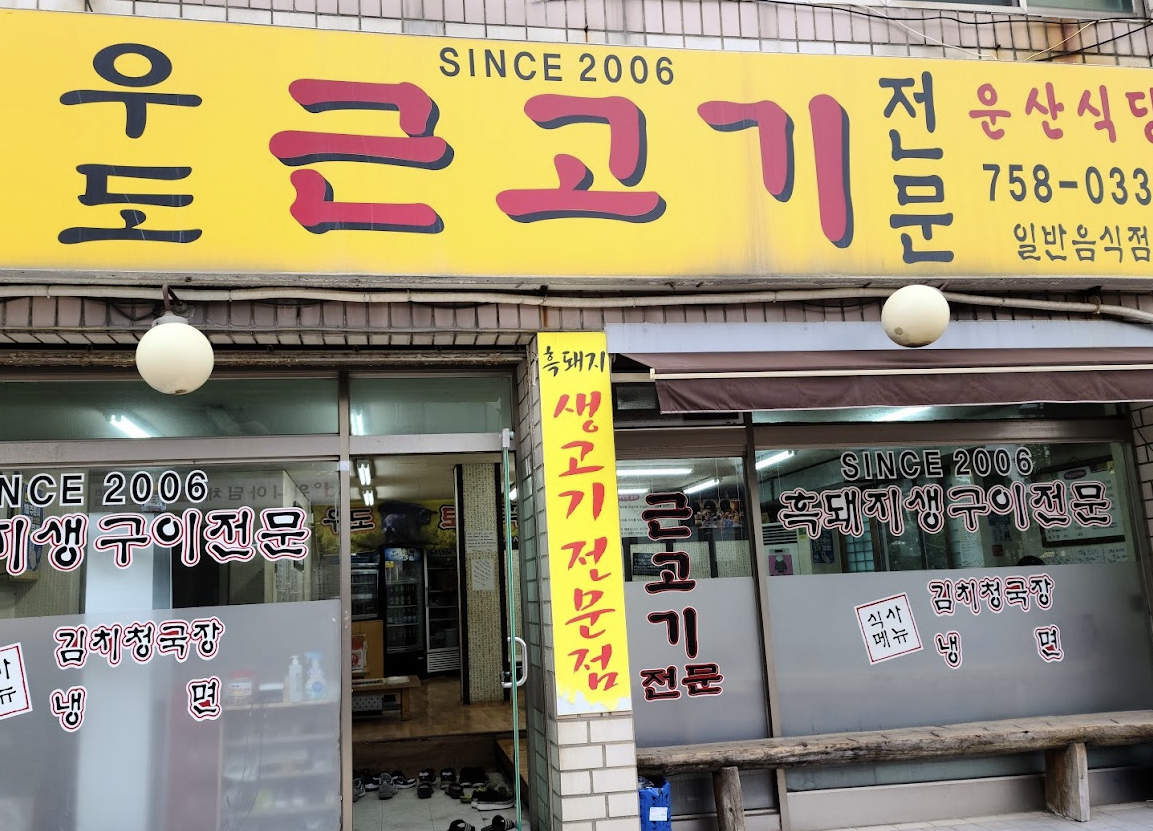 SINCE 2006
우도
근고기
전문
운산식당
758-033
일반음식점
흑돼지
생고기 전문점
NCE 2006
지생구이전문
김치청국장
냉 면
근고기
전문
SINCE 2006
흑돼지생구이전문
식사
메뉴
김치청국장
냉 면
우도